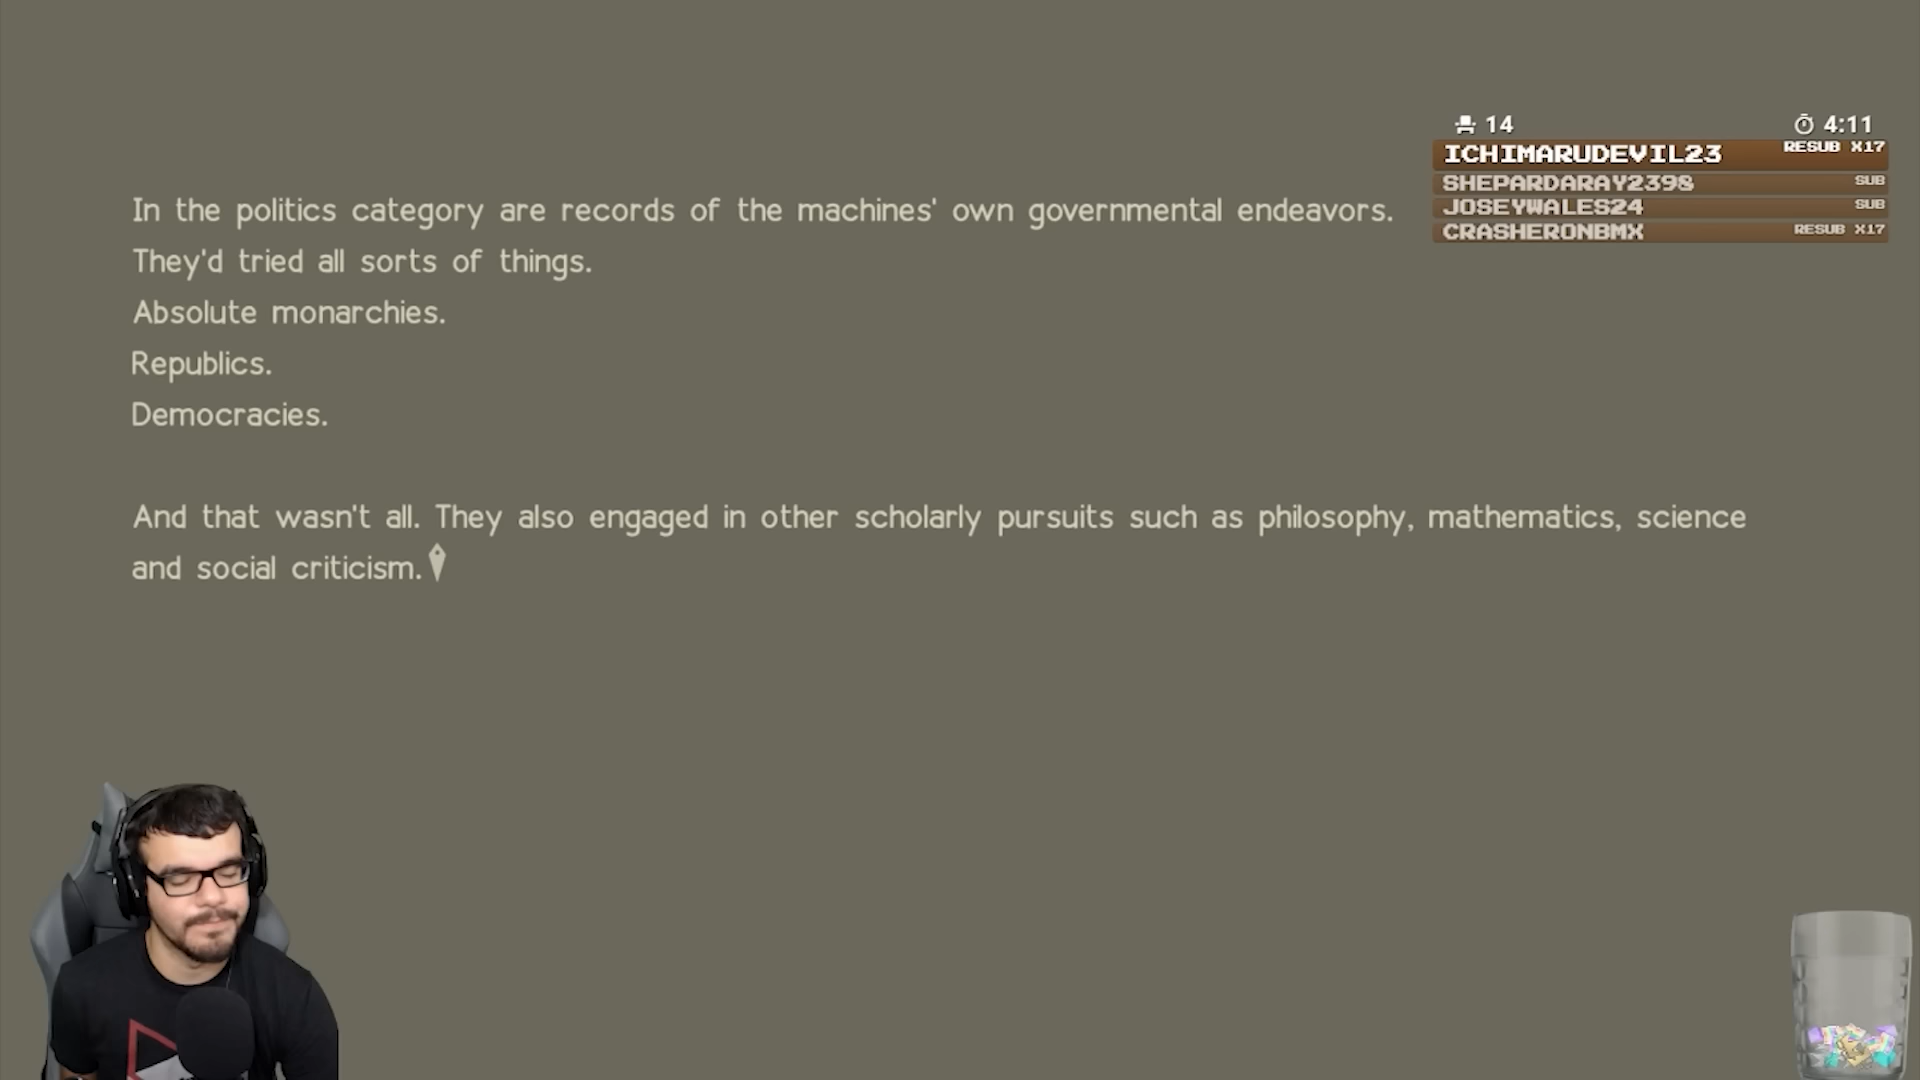 14
4:11
ICHIMARUDEVIL23 RESUB X17
SHEPARDARAY2398 SUB
JOSEYWALES24 SUB
CRASHERONBMX RESUB X17
In the politics category are records of the machines' own governmental endeavors.
They'd tried all sorts of things.
Absolute monarchies.
Republics.
Democracies.
And that wasn't all. They also engaged in other scholarly pursuits such as philosophy, mathematics, science
and social criticism.